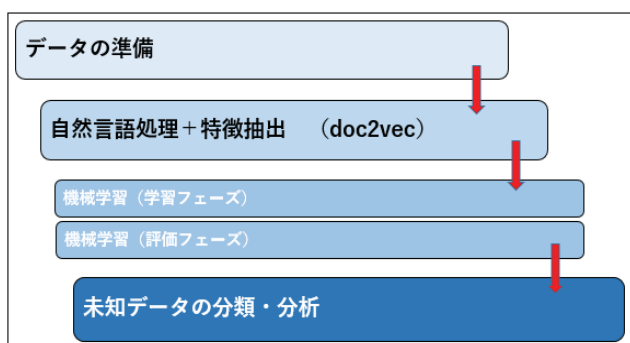 データの準備
自然言語処理＋特徴抽出　（doc2vec）
機械学習（学習フェーズ）
機械学習（評価フェーズ）
未知データの分類・分析